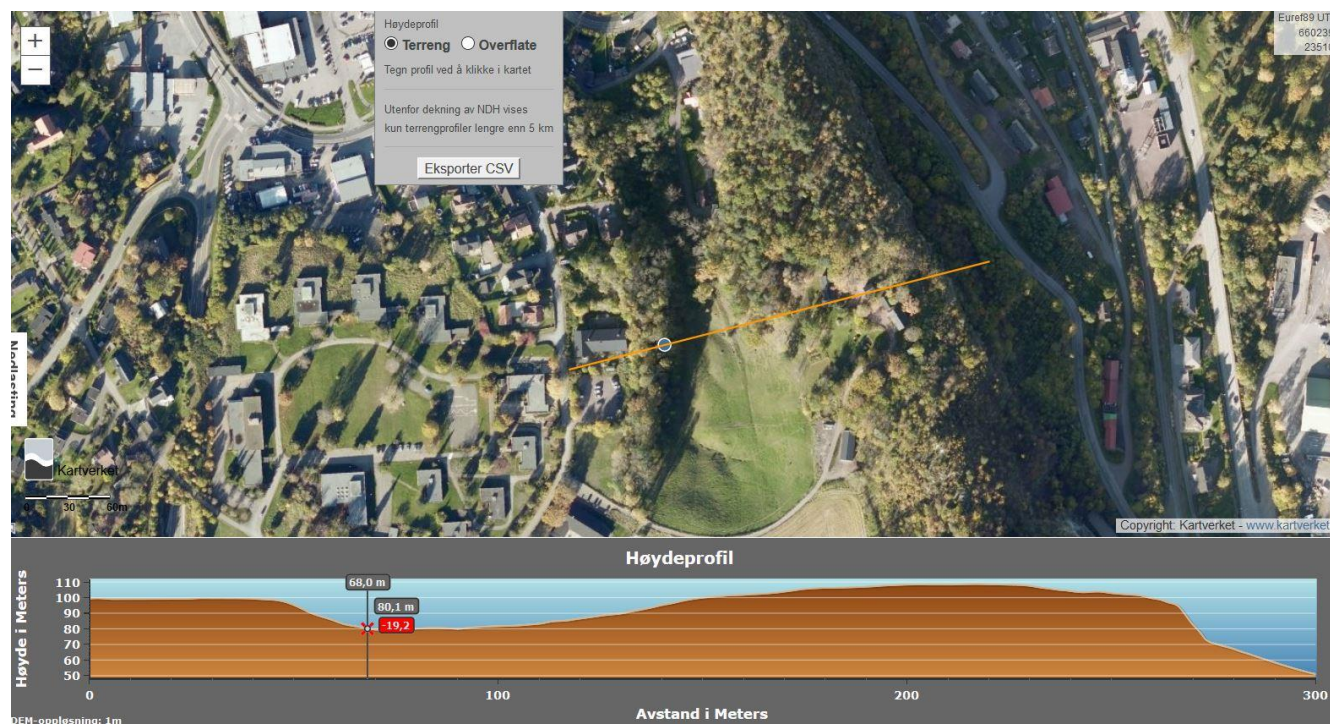 Høydeprofil
Terreng Overflate
Tegn profil ved å klikke i kartet
Utenfor dekning av NDH vises
kun terrengprofiler lengre enn 5 km
Eksporter CSV
+
−
Euref89 UT
Kartverket
0 30 60m
Copyright: Kartverket - www.kartverket
Høydeprofil
Høyde i Meters
110
100
90
80
70
60
50
68,0 m
80,1 m
-19,2
0 100 200 300
Avstand i Meters
DEM-oppløsning: 1m